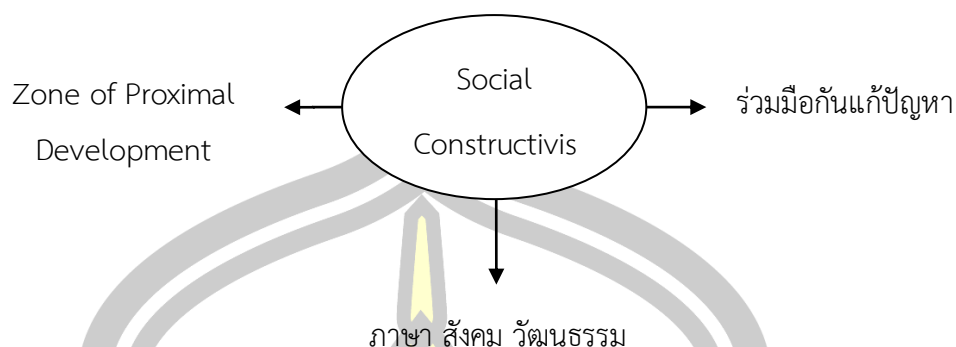 Social
Constructivis
Zone of Proximal
Development
ร่วมมือกันแก้ปัญหา
ภาษา สังคม วัฒนธรรม